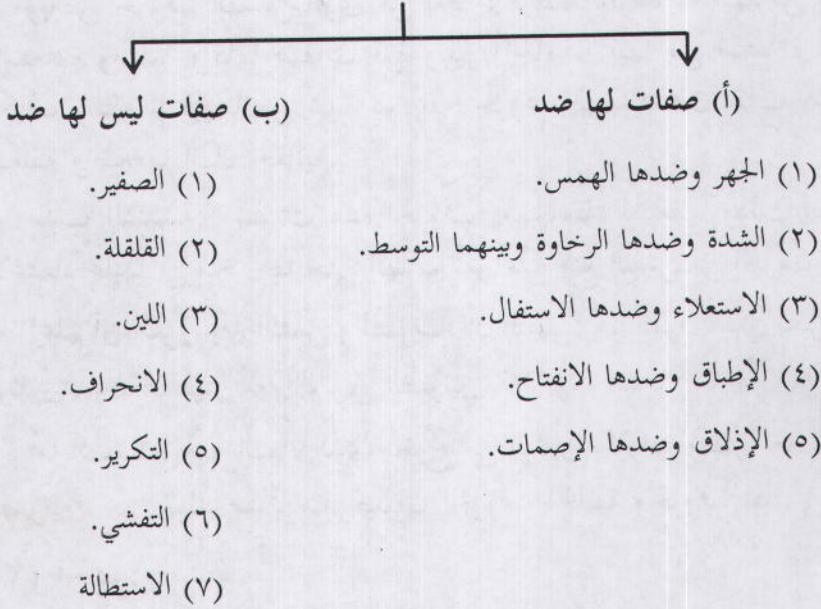 (أ) صفات لها ضد
(١) الجهر وضدها الهمس.
(٢) الشدة وضدها الرخاوة وبينهما التوسط.
(٣) الاستعلاء وضدها الاستفال.
(٤) الإطباق وضدها الانفتاح.
(٥) الإذلاق وضدها الإصمات.
(ب) صفات ليس لها ضد
(١) الصفير.
(٢) القلقلة.
(٣) اللين.
(٤) الانحراف.
(٥) التكرير.
(٦) التفشي.
(٧) الاستطالة